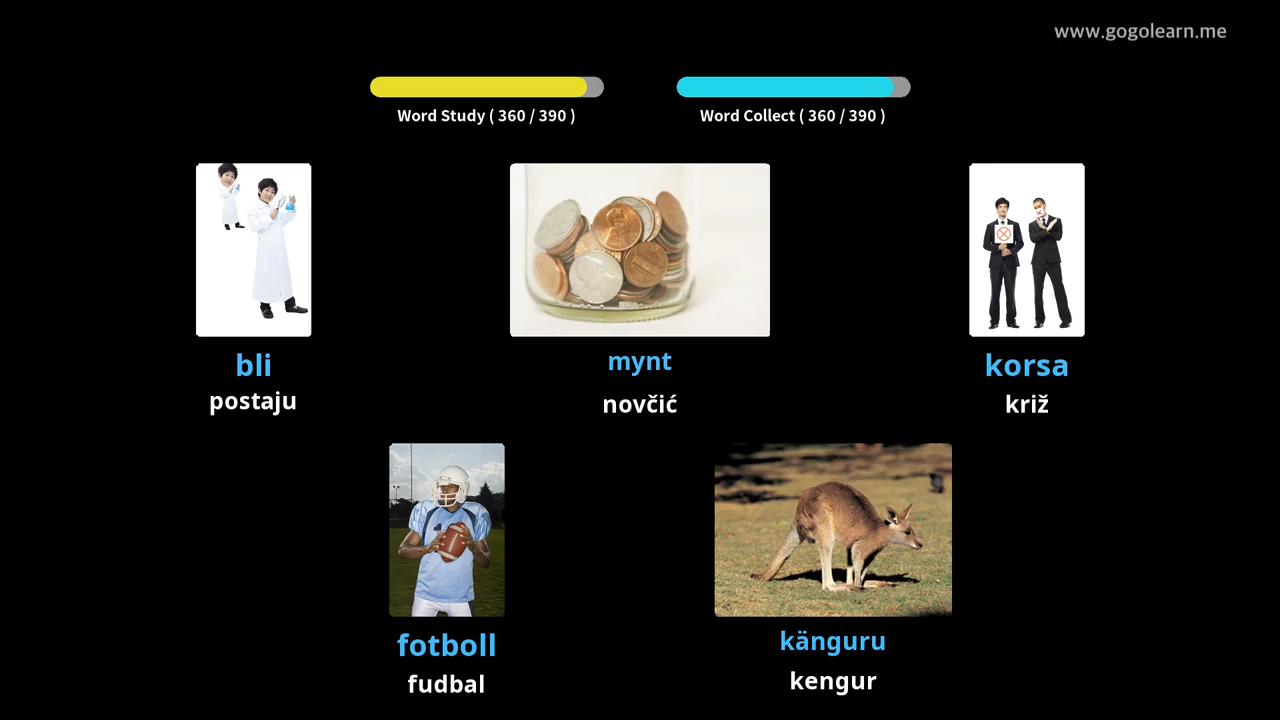 www.gogolearn.me
Word Study ( 360 / 390 )
Word Collect ( 360 / 390 )
bli
postaju
mynt
novčić
korsa
križ
fotboll
fudbal
känguru
kengur